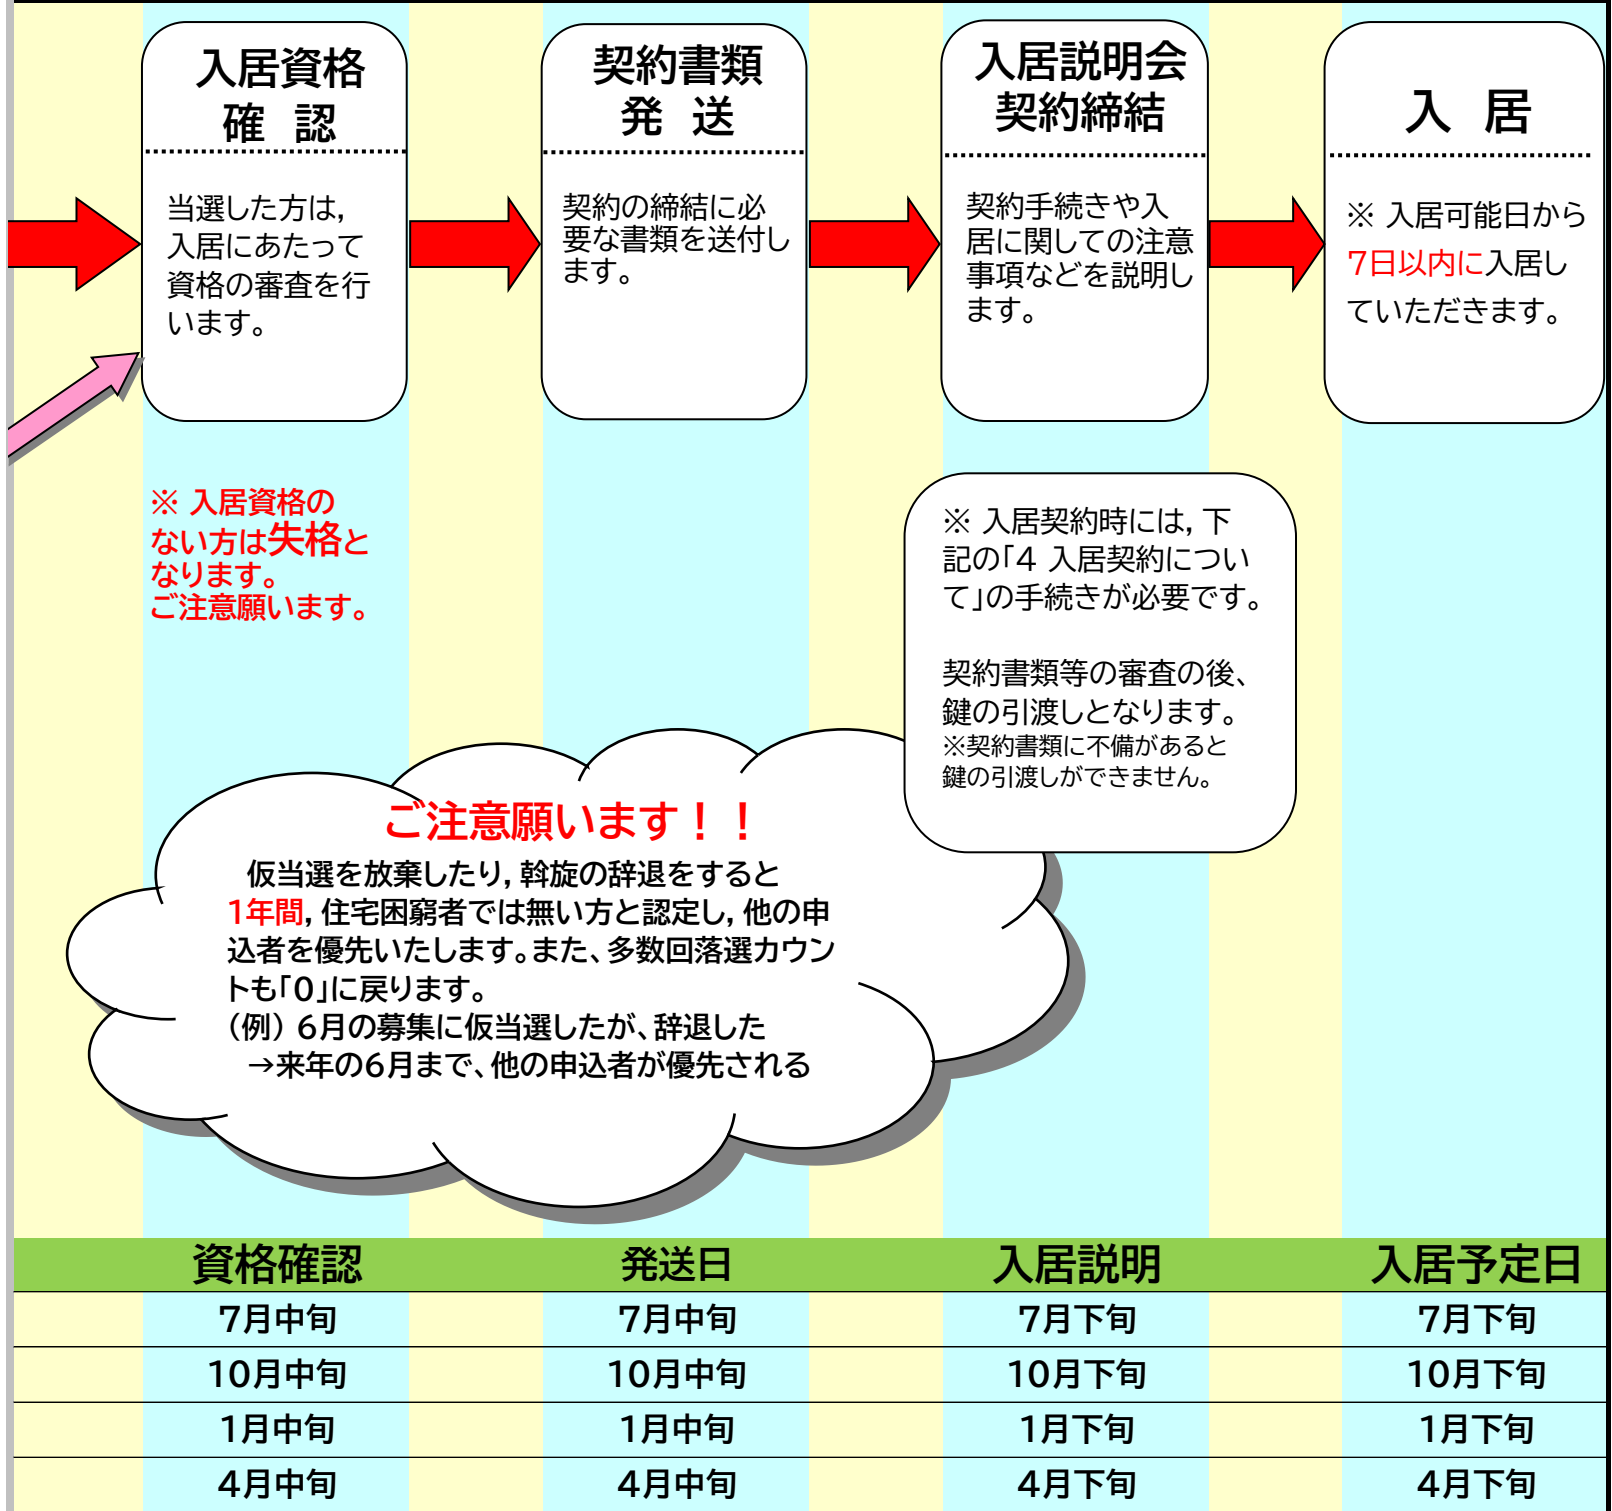 入居資格
確 認
当選した方は,
入居にあたって
資格の審査を行
います。
契約書類
発 送
契約の締結に必
要な書類を送付し
ます。
入居説明会
契約締結
契約手続きや入
居に関しての注意
事項などを説明し
ます。
入 居
※ 入居可能日から
7日以内に入居し
ていただきます。
※ 入居資格の
ない方は失格と
なります。
ご注意願います。
※ 入居契約時には,下
記の「4 入居契約につい
て」の手続きが必要です。
契約書類等の審査の後、
鍵の引渡しとなります。
※契約書類に不備があると
鍵の引渡しができません。
ご注意願います！！
仮当選を放棄したり,斡旋の辞退をすると
1年間,住宅困窮者では無い方と認定し,他の申
込者を優先いたします。また、多数回落選カウン
トも「0」に戻ります。
（例）6月の募集に仮当選したが、辞退した
→来年の6月まで、他の申込者が優先される
資格確認 発送日 入居説明 入居予定日
7月中旬 7月中旬 7月下旬 7月下旬
10月中旬 10月中旬 10月下旬 10月下旬
1月中旬 1月中旬 1月下旬 1月下旬
4月中旬 4月中旬 4月下旬 4月下旬